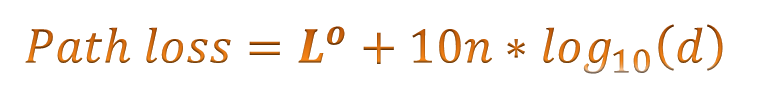 Path loss = L⁰ + 10n * log₁₀(d)